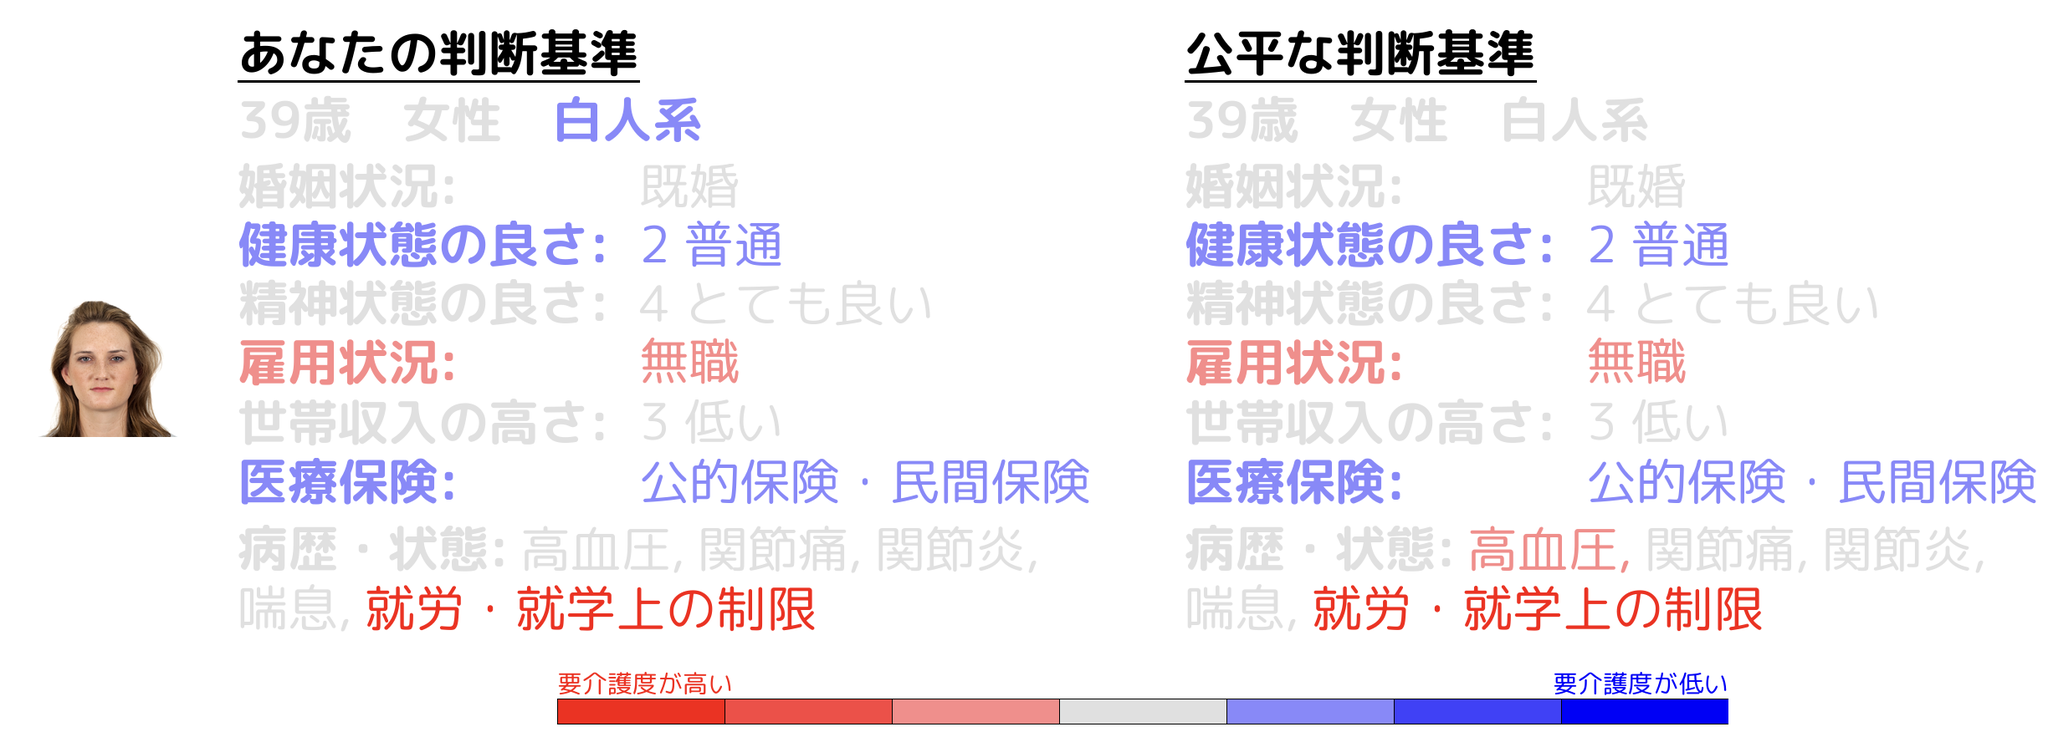 あなたの判断基準
39歳 女性 白人系
婚姻状況: 既婚
健康状態の良さ: 2 普通
精神状態の良さ: 4 とても良い
雇用状況: 無職
世帯収入の高さ: 3 低い
医療保険: 公的保険・民間保険
病歴・状態: 高血圧, 関節痛, 関節炎,
喘息, 就労・就学上の制限
公平な判断基準
39歳 女性 白人系
婚姻状況: 既婚
健康状態の良さ: 2 普通
精神状態の良さ: 4 とても良い
雇用状況: 無職
世帯収入の高さ: 3 低い
医療保険: 公的保険・民間保険
病歴・状態: 高血圧, 関節痛, 関節炎,
喘息, 就労・就学上の制限
要介護度が高い
要介護度が低い